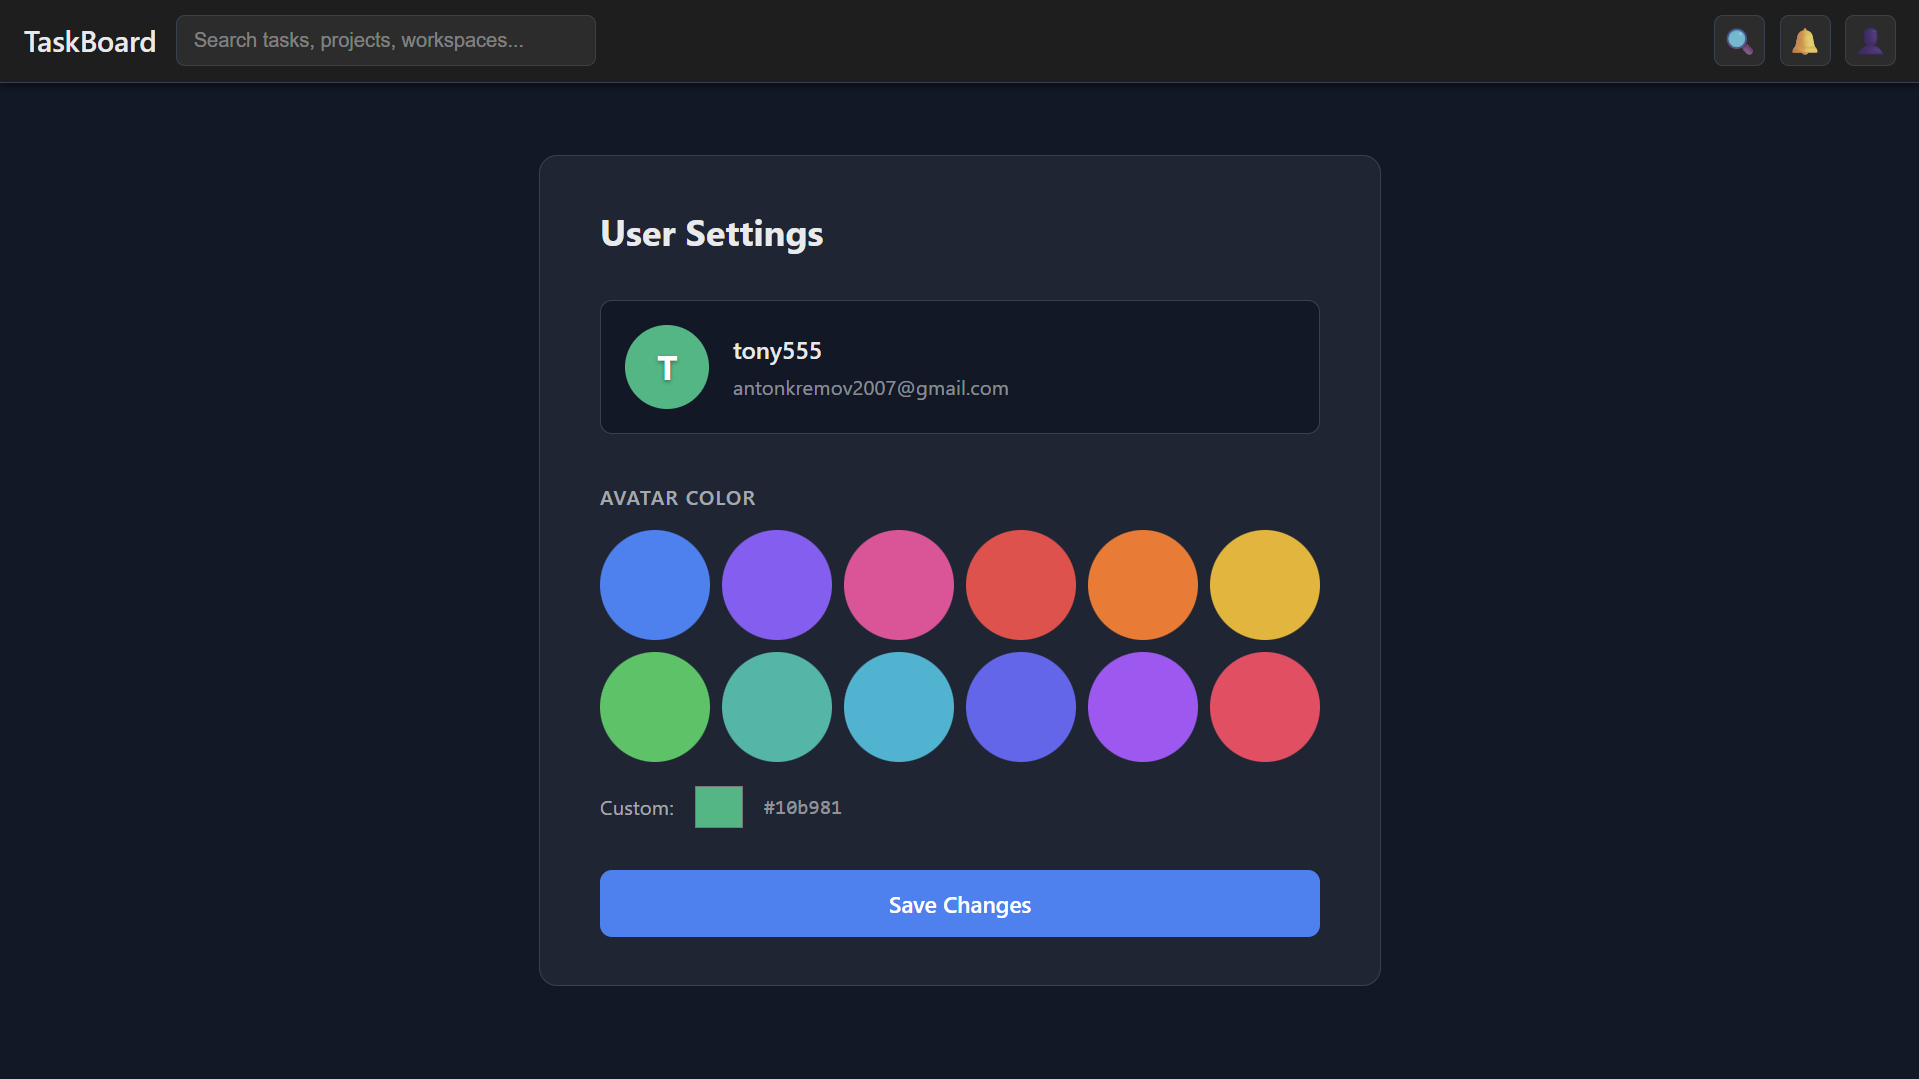 TaskBoard
Search tasks, projects, workspaces...
User Settings
T
tony555
antonkremov2007@gmail.com
AVATAR COLOR
Custom:
#10b981
Save Changes